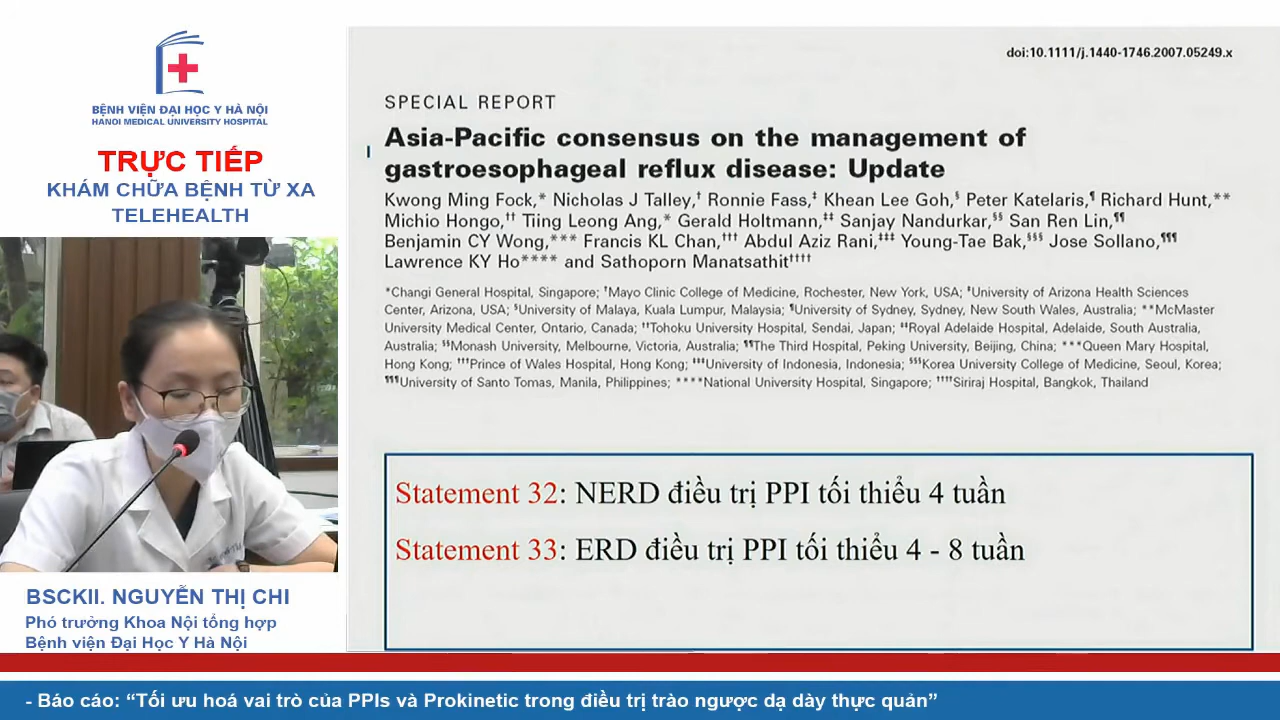 BỆNH VIỆN ĐẠI HỌC Y HÀ NỘI
HANOI MEDICAL UNIVERSITY HOSPITAL
TRỰC TIẾP
KHÁM CHỮA BỆNH TỪ XA
TELEHEALTH
BSCKII. NGUYỄN THỊ CHI
Phó trưởng Khoa Nội tổng hợp
Bệnh viện Đại Học Y Hà Nội
doi:10.1111/j.1440-1746.2007.05249.x
SPECIAL REPORT
Asia-Pacific consensus on the management of
gastroesophageal reflux disease: Update
Kwong Ming Fock,* Nicholas J Talley,† Ronnie Fass,‡ Khean Lee Goh,§ Peter Katelaris,¶ Richard Hunt,**
Michio Hongo,†† Tiing Leong Ang,* Gerald Holtmann,‡‡ Sanjay Nandurkar,§§ San Ren Lin,¶¶
Benjamin CY Wong,*** Francis KL Chan,††† Abdul Aziz Rani,‡‡‡ Young-Tae Bak,§§§ Jose Sollano,¶¶¶
Lawrence KY Ho**** and Sathoporn Manatsathit††††
*Changi General Hospital, Singapore; †Mayo Clinic College of Medicine, Rochester, New York, USA; ‡University of Arizona Health Sciences
Center, Arizona, USA; §University of Malaya, Kuala Lumpur, Malaysia; ¶University of Sydney, Sydney, New South Wales, Australia; **McMaster
University Medical Center, Ontario, Canada; ††Tohoku University Hospital, Sendai, Japan; ‡‡Royal Adelaide Hospital, Adelaide, South Australia,
Australia; §§Monash University, Melbourne, Victoria, Australia; ¶¶The Third Hospital, Peking University, Beijing, China; ***Queen Mary Hospital,
Hong Kong; †††Prince of Wales Hospital, Hong Kong; ‡‡‡University of Indonesia, Indonesia; §§§Korea University College of Medicine, Seoul, Korea;
¶¶¶University of Santo Tomas, Manila, Philippines; ****National University Hospital, Singapore; ††††Siriraj Hospital, Bangkok, Thailand
Statement 32: NERD điều trị PPI tối thiểu 4 tuần
Statement 33: ERD điều trị PPI tối thiểu 4 - 8 tuần
- Báo cáo: “Tối ưu hoá vai trò của PPIs và Prokinetic trong điều trị trào ngược dạ dày thực quản”